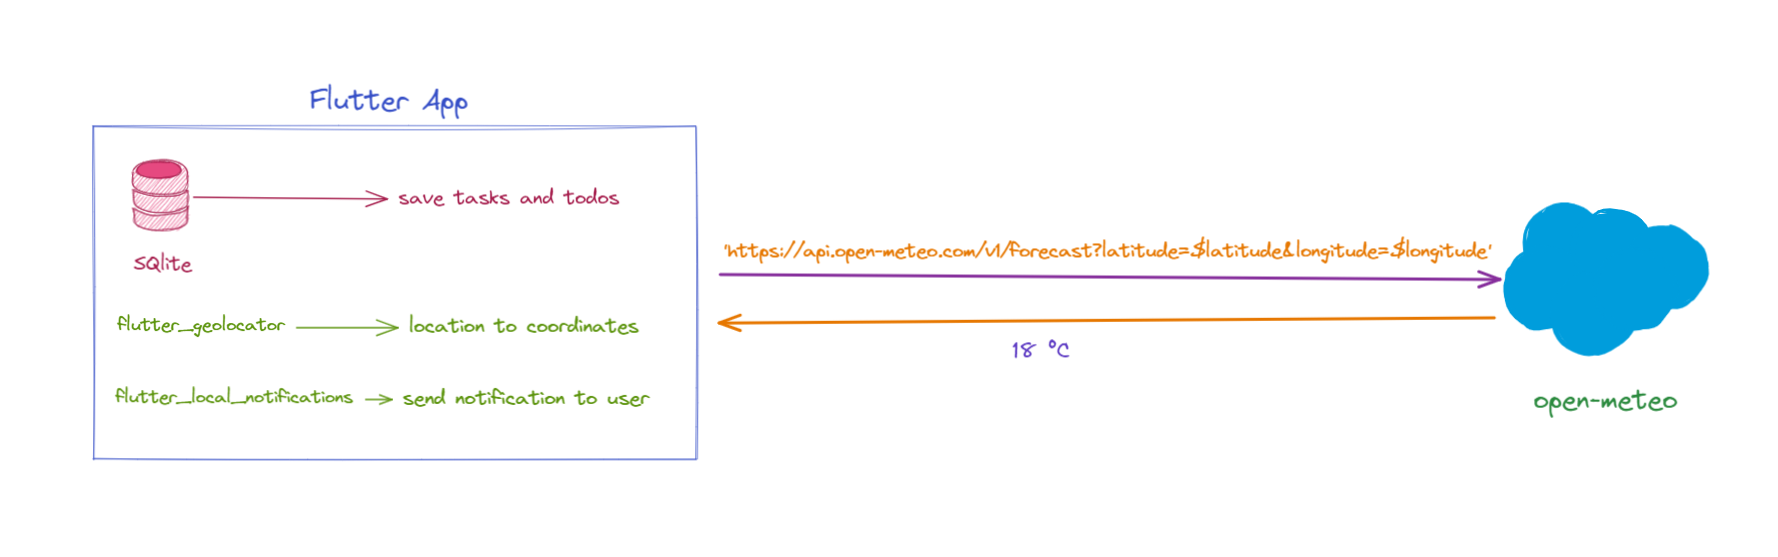 Flutter App
save tasks and todos
SQlite
'https://api.open-meteo.com/v1/forecast?latitude=$latitude&longitude=$longitude'
flutter_geolocator
location to coordinates
18 °C
flutter_local_notifications
send notification to user
open-meteo